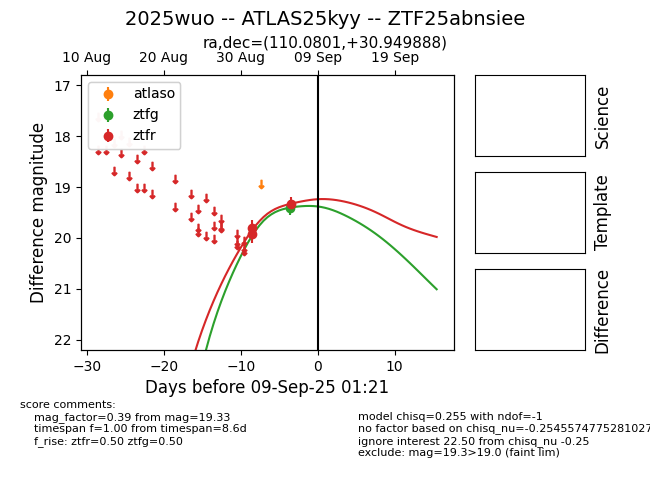 2025wuo -- ATLAS25kyy -- ZTF25abnsiee
ra,dec=(110.0801,+30.949888)
10 Aug 20 Aug 30 Aug 09 Sep 19 Sep
17
18
19
20
21
22
Difference magnitude
atlaso
ztfg
ztfr
−30 −20 −10 0 10
Days before 09-Sep-25 01:21
Science
Template
Difference
score comments:
mag_factor=0.39 from mag=19.33
timespan f=1.00 from timespan=8.6d
f_rise: ztfr=0.50 ztfg=0.50
model chisq=0.255 with ndof=-1
no factor based on chisq_nu=-0.2545574775281027
ignore interest 22.50 from chisq_nu -0.25
exclude: mag=19.3>19.0 (faint lim)